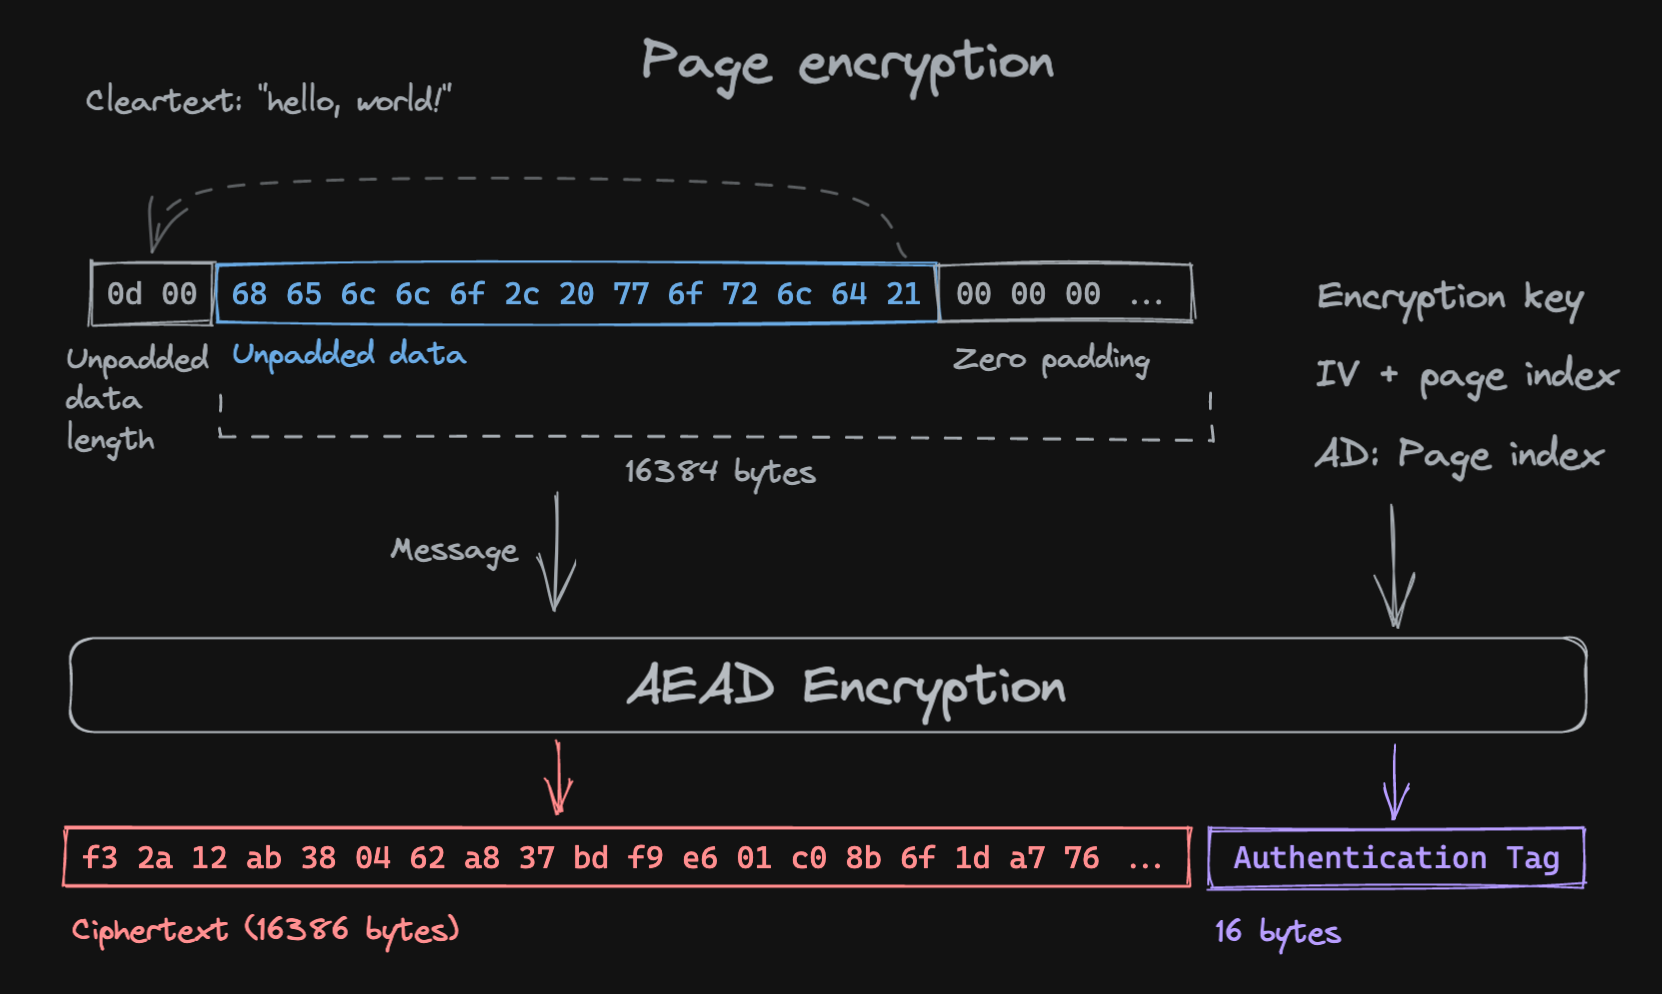 Page encryption
Cleartext: "hello, world!"
0d 00 68 65 6c 6c 6f 2c 20 77 6f 72 6c 64 21 00 00 00 ...
Unpadded
data
length
Unpadded data
Zero padding
16384 bytes
Encryption key
IV + page index
AD: Page index
Message
AEAD Encryption
f3 2a 12 ab 38 04 62 a8 37 bd f9 e6 01 c0 8b 6f 1d a7 76 ...
Authentication Tag
Ciphertext (16386 bytes)
16 bytes